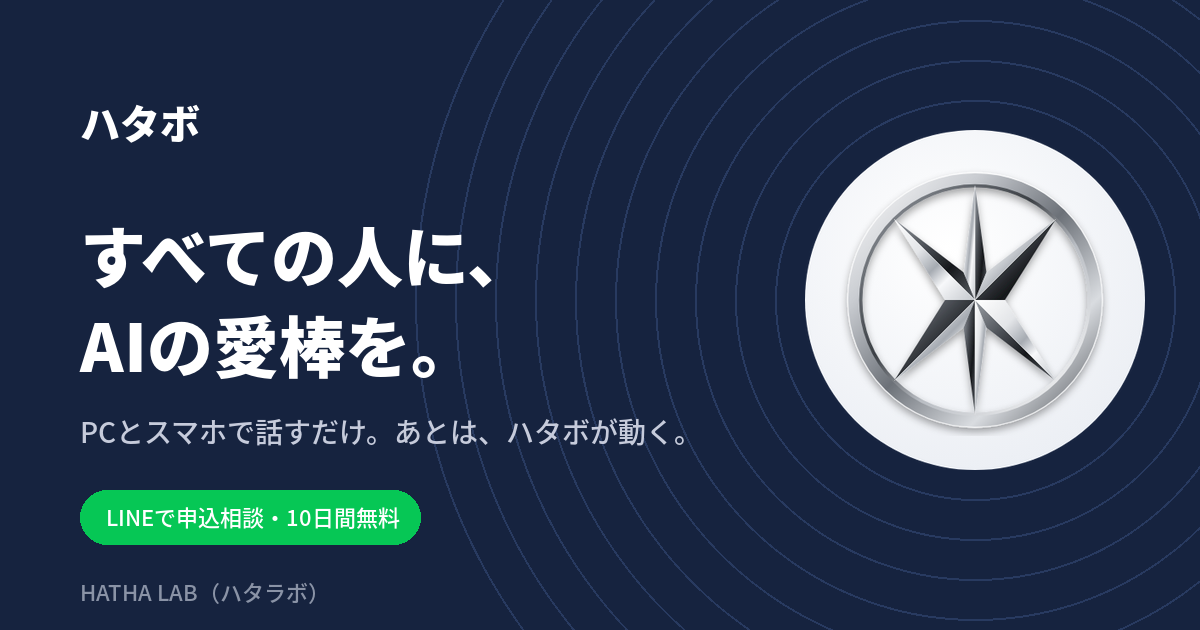 ハタボ
すべての人に、
AIの愛棒を。
PCとスマホで話すだけ。あとは、ハタボが動く。
LINEで申込相談・10日間無料
HATHA LAB（ハタラボ）